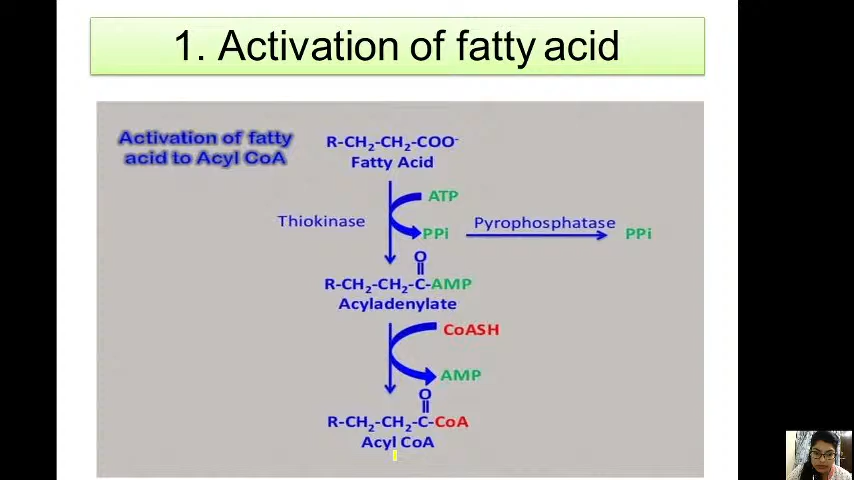 1. Activation of fatty acid
Activation of fatty
acid to Acyl CoA
R-CH₂-CH₂-COO⁻
Fatty Acid
ATP
Thiokinase
PPi
Pyrophosphatase
PPi
O
R-CH₂-CH₂-C-AMP
Acyladenylate
CoASH
AMP
O
R-CH₂-CH₂-C-CoA
Acyl CoA